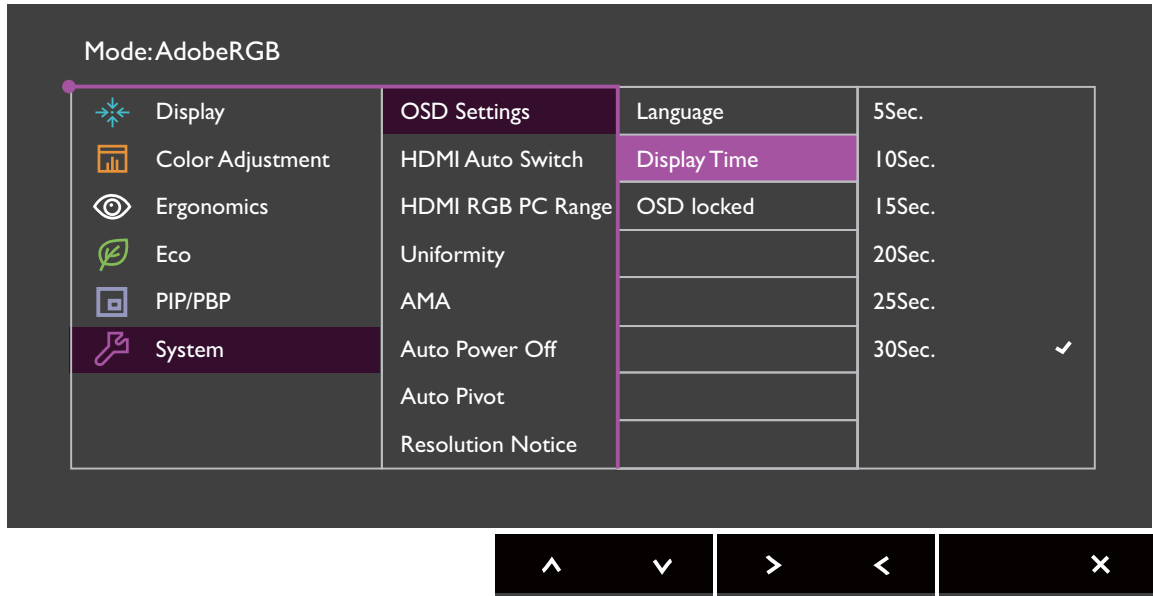 Mode: AdobeRGB
Display
Color Adjustment
Ergonomics
Eco
PIP/PBP
System
OSD Settings
HDMI Auto Switch
HDMI RGB PC Range
Uniformity
AMA
Auto Power Off
Auto Pivot
Resolution Notice
Language
Display Time
OSD locked
5Sec.
10Sec.
15Sec.
20Sec.
25Sec.
30Sec.